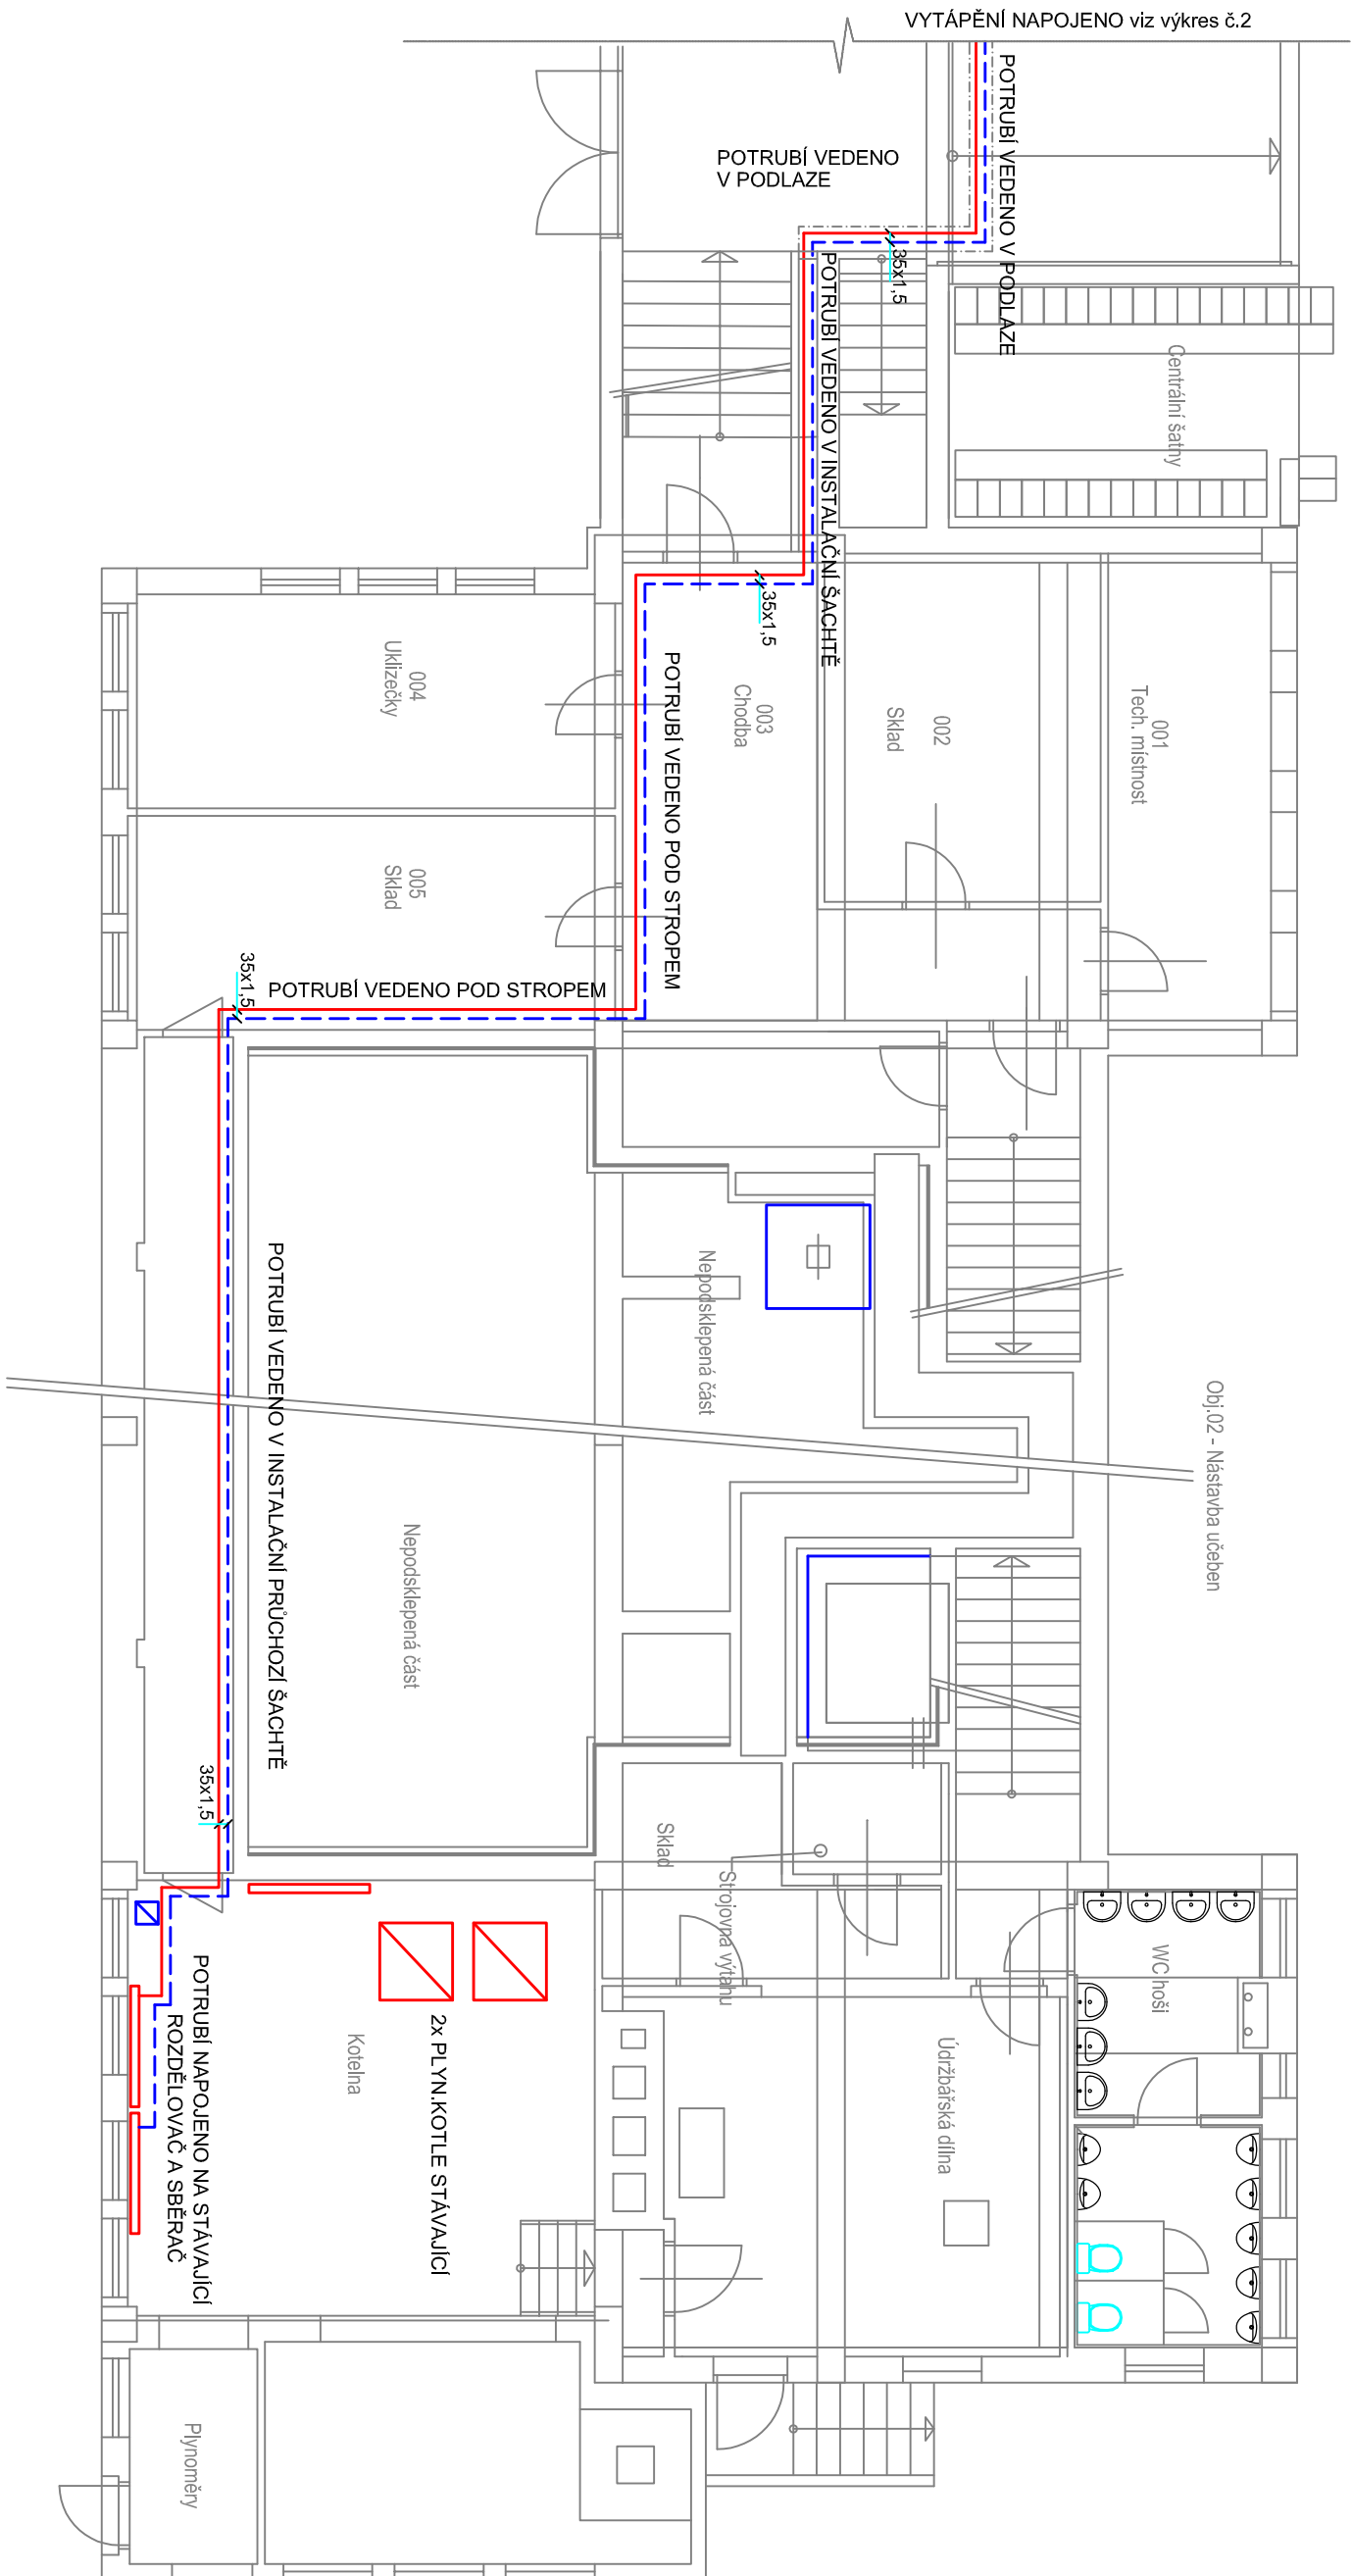 VYTÁPĚNÍ NAPOJENO viz výkres č.2
POTRUBÍ VEDENO V PODLAZE
POTRUBÍ VEDENO
V PODLAZE
35x1,5
POTRUBÍ VEDENO V INSTALAČNÍ ŠACHTĚ
Centrální šatny
35x1,5
004
Uklizečky
POTRUBÍ VEDENO POD STROPEM
003
Chodba
002
Sklad
001
Tech. místnost
005
Sklad
35x1,5
POTRUBÍ VEDENO POD STROPEM
POTRUBÍ VEDENO V INSTALAČNÍ PRŮCHOZÍ ŠACHTĚ
Nepodsklepená část
Obj.02 - Nástavba učeben
Nepodsklepená část
35x1,5
Sklad
Strojovna výtahu
WC hoši
POTRUBÍ NAPOJENO NA STÁVAJÍCÍ
ROZDĚLOVAČ A SBĚRAČ
Kotelna
2x PLYN.KOTLE STÁVAJÍCÍ
Údržbářská dílna
Plynoměry